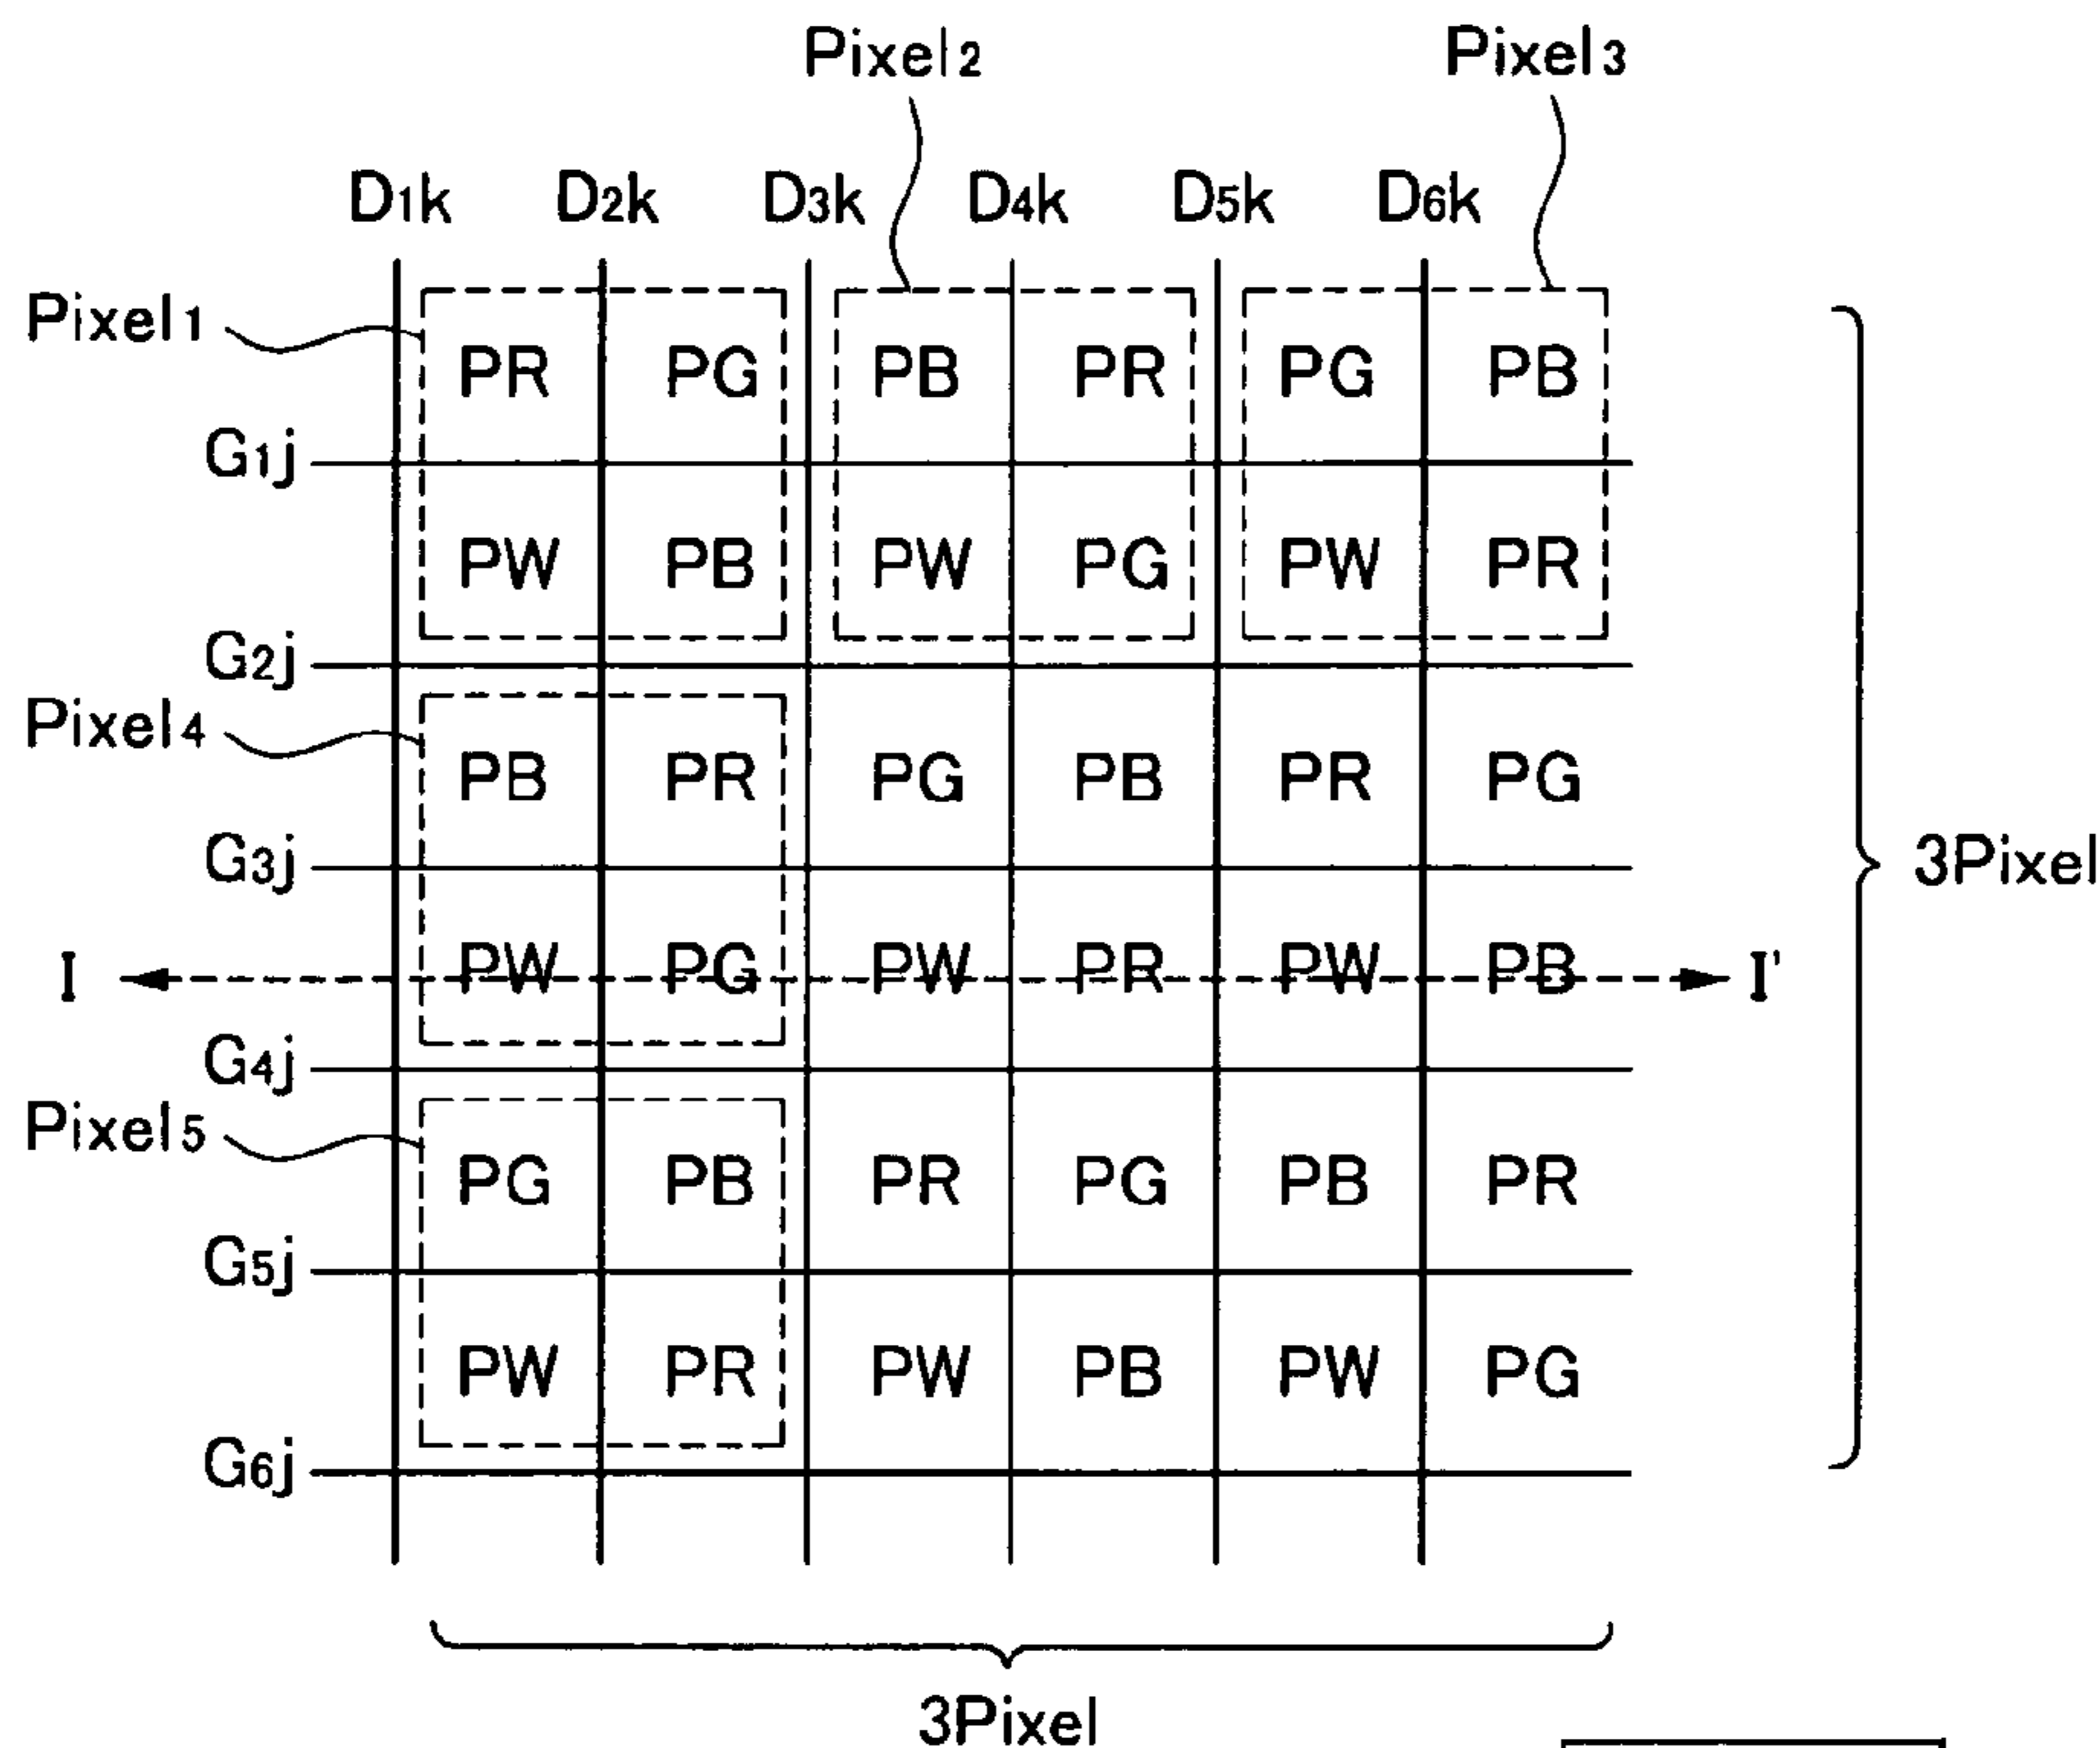 Pixel2 Pixel3
D1k D2k D3k D4k D5k D6k
Pixel1
PR PG PB PR PG PB
G1j
PW PB PW PG PW PR
G2j
Pixel4
PB PR PG PB PR PG
G3j
3Pixel
I PW PG PW PR PW PB I'
G4j
Pixel5
PG PB PR PG PB PR
G5j
PW PR PW PB PW PG
G6j
3Pixel